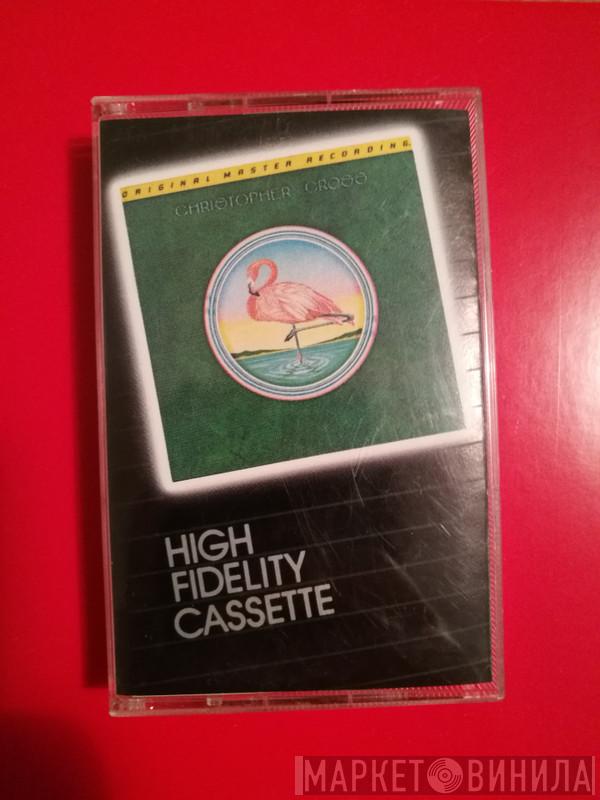 ORIGINAL MASTER RECORDING
CHRISTOPHER CROSS
HIGH
FIDELITY
CASSETTE
МАРКЕТ ВИНИЛА